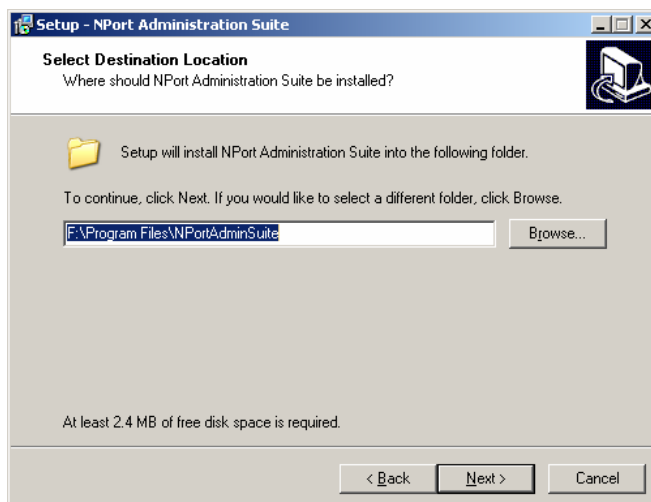 Setup - NPort Administration Suite
Select Destination Location
Where should NPort Administration Suite be installed?
Setup will install NPort Administration Suite into the following folder.
To continue, click Next. If you would like to select a different folder, click Browse.
F:\Program Files\NPortAdminSuite
Browse...
At least 2.4 MB of free disk space is required.
< Back
Next >
Cancel